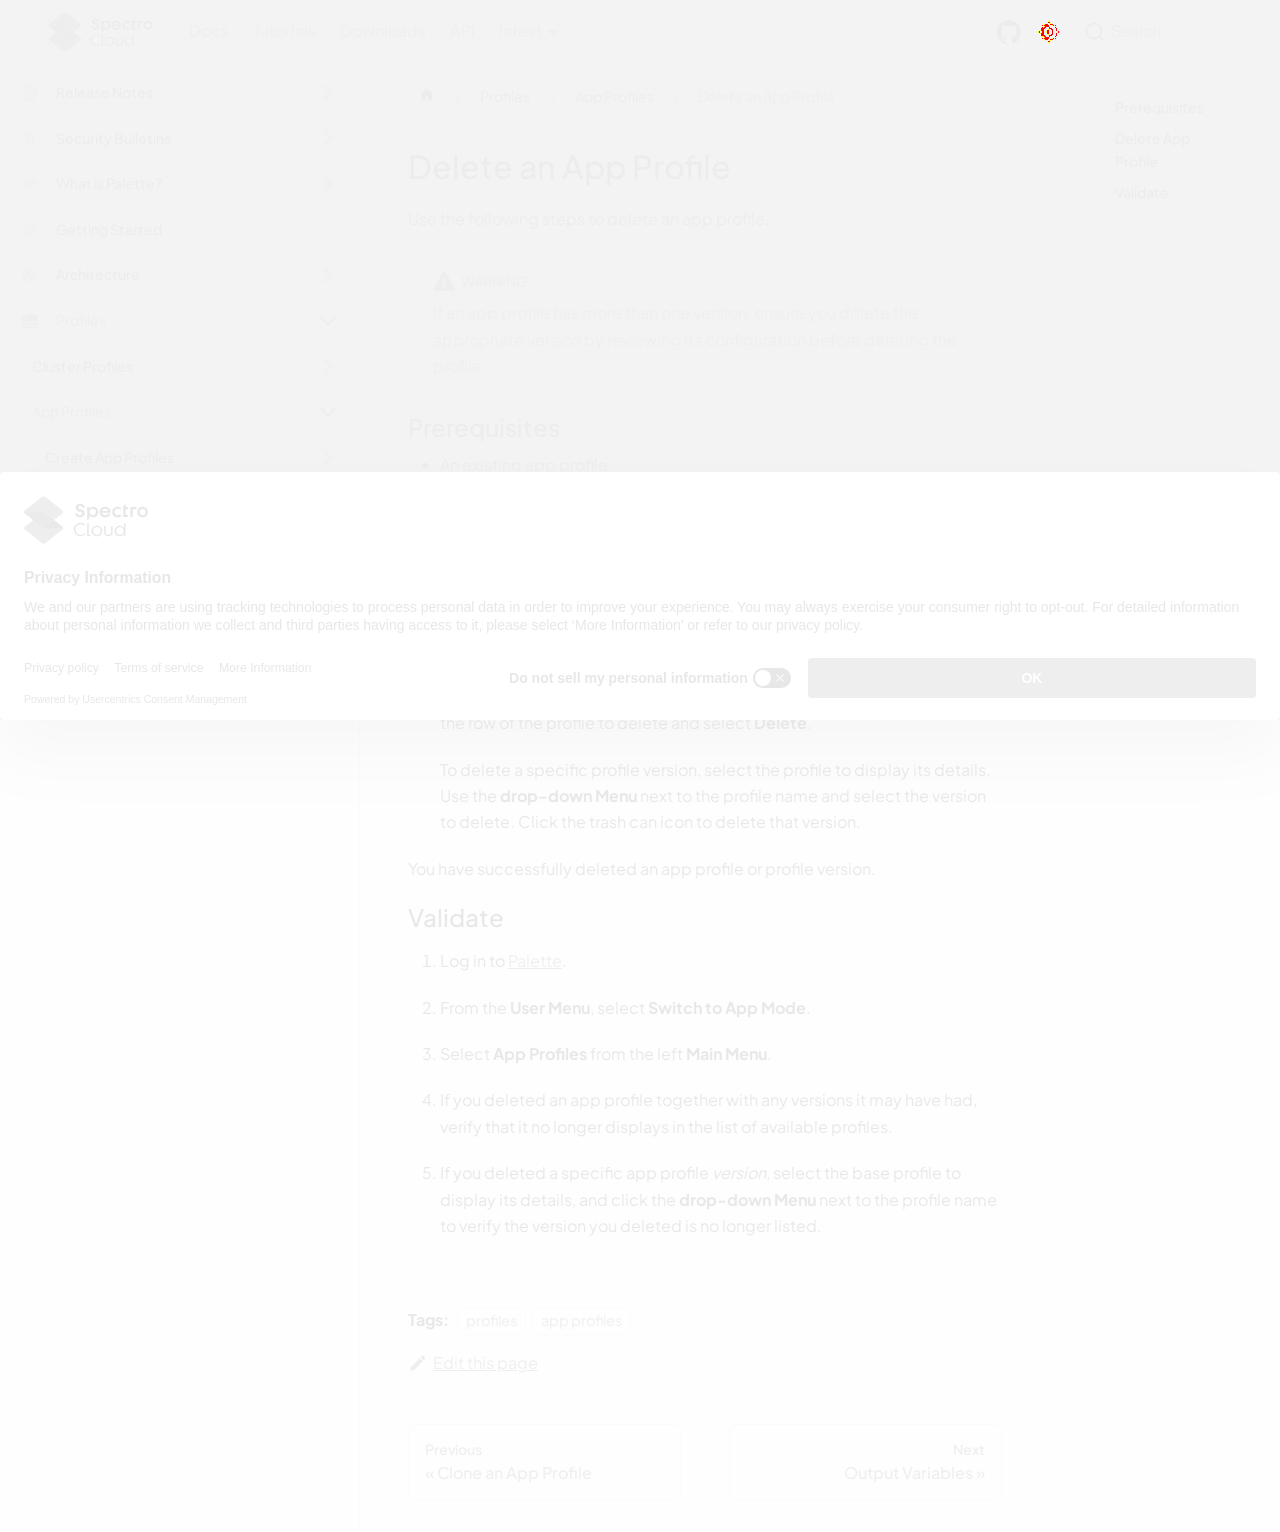 Spectro
Cloud
Docs Tutorials Downloads API latest
Search
Release Notes
Security Bulletins
What is Palette?
Getting Started
Architecture
Profiles
Cluster Profiles
App Profiles
Create App Profiles
Profiles
App Profiles
Delete an App Profile
Prerequisites
Delete App
Profile
Validate
Delete an App Profile
Use the following steps to delete an app profile.
WARNING
If an app profile has more than one version, ensure you delete the
appropriate version by reviewing its configuration before deleting the
profile.
Prerequisites
An existing app profile.
Spectro
Cloud
Privacy Information
We and our partners are using tracking technologies to process personal data in order to improve your experience. You may always exercise your consumer right to opt-out. For detailed information
about personal information we collect and third parties having access to it, please select 'More Information' or refer to our privacy policy.
Privacy policy Terms of service More Information
Powered by Usercentrics Consent Management
Do not sell my personal information
OK
the row of the profile to delete and select Delete.
To delete a specific profile version, select the profile to display its details.
Use the drop-down Menu next to the profile name and select the version
to delete. Click the trash can icon to delete that version.
You have successfully deleted an app profile or profile version.
Validate
1. Log in to Palette.
2. From the User Menu, select Switch to App Mode.
3. Select App Profiles from the left Main Menu.
4. If you deleted an app profile together with any versions it may have had,
verify that it no longer displays in the list of available profiles.
5. If you deleted a specific app profile version, select the base profile to
display its details, and click the drop-down Menu next to the profile name
to verify the version you deleted is no longer listed.
Tags: profiles app profiles
Edit this page
Previous
« Clone an App Profile
Next
Output Variables »